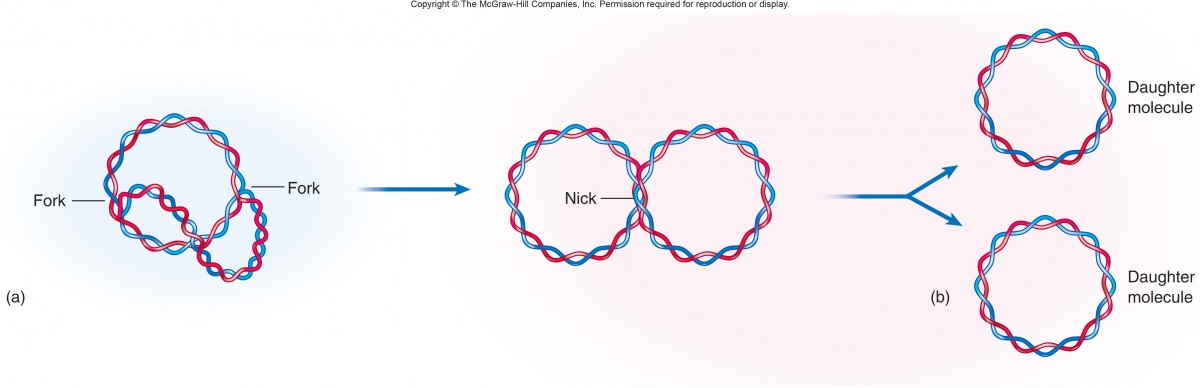 Copyright © The McGraw-Hill Companies, Inc. Permission required for reproduction or display.
Fork
Fork
(a)
Nick
(b)
Daughter
molecule
Daughter
molecule